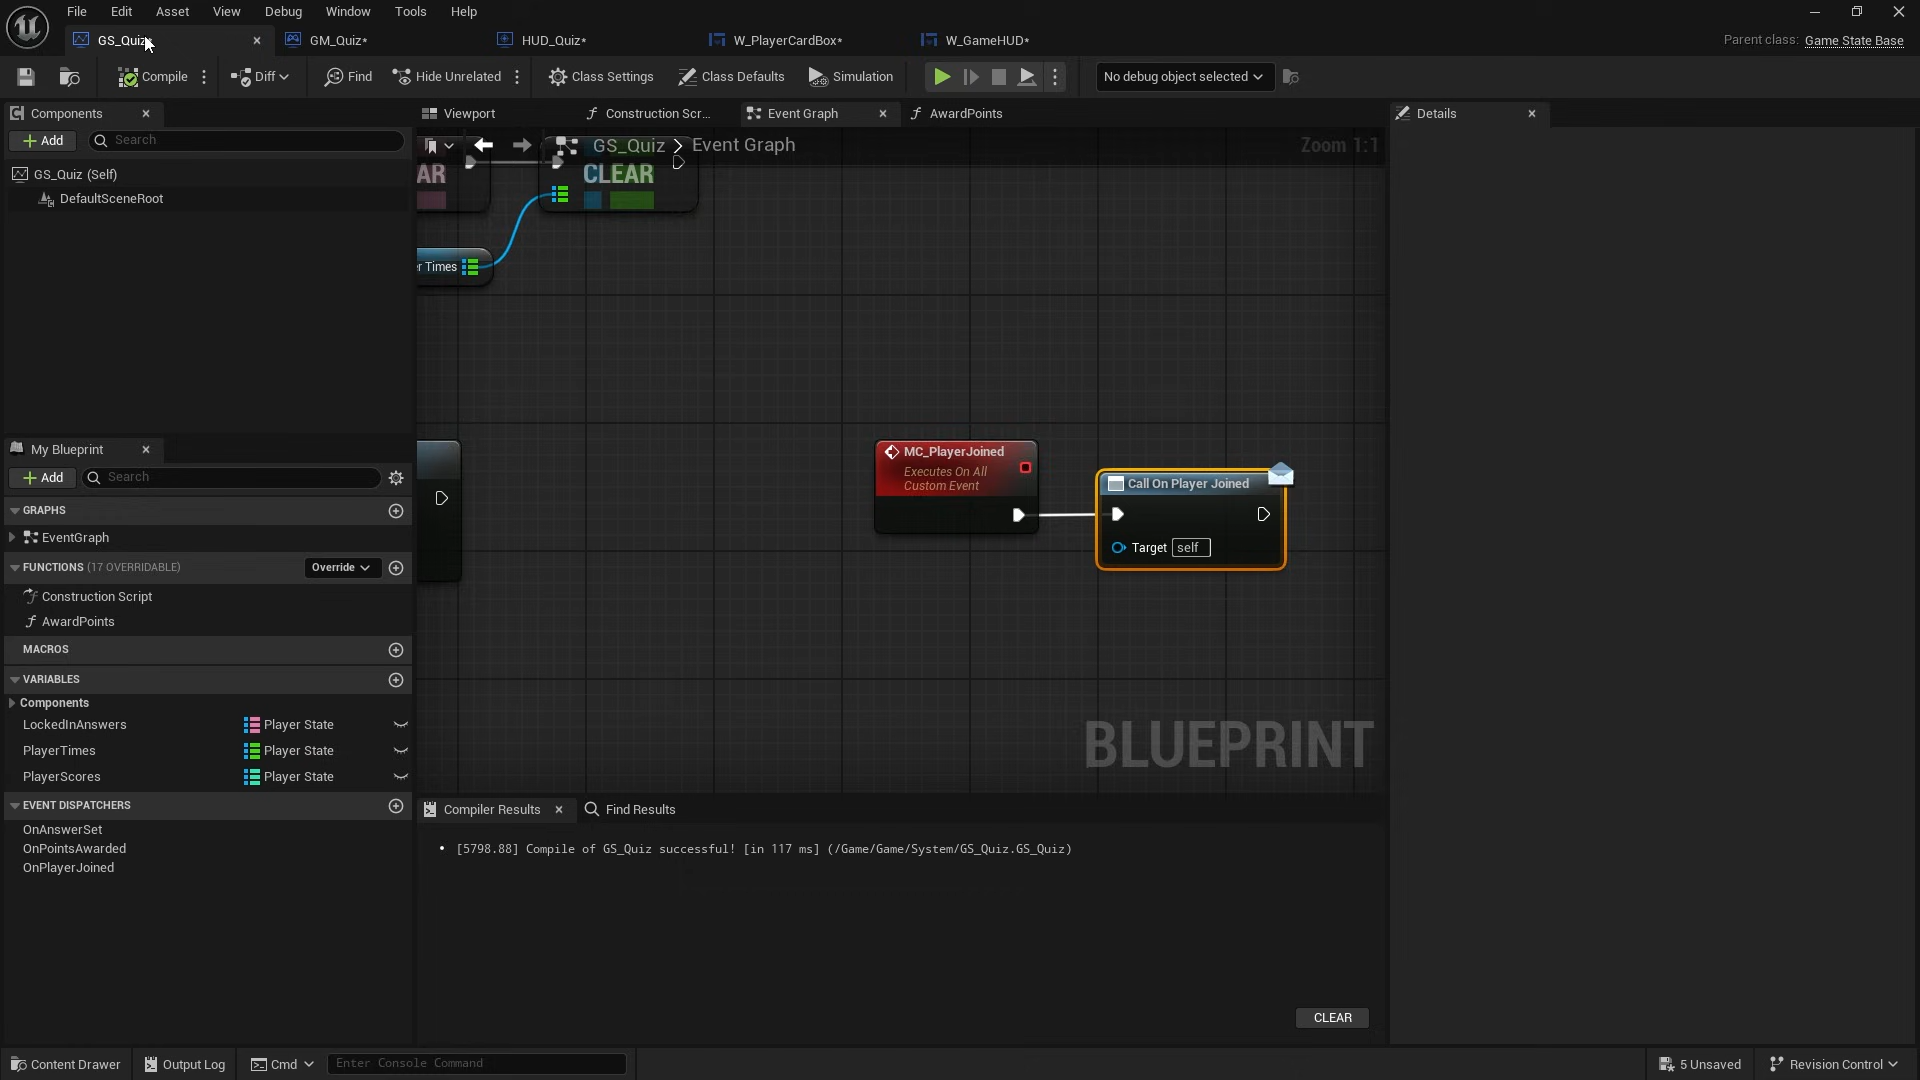 File Edit Asset View Debug Window Tools Help
GS_Quiz* GM_Quiz* HUD_Quiz* W_PlayerCardBox* W_GameHUD* Parent class: Game State Base
Compile Diff Find Hide Unrelated Class Settings Class Defaults Simulation No debug object selected
Components Viewport Construction Scr... Event Graph AwardPoints Details
Add Search
GS_Quiz > Event Graph Zoom 1:1
AR CLEAR
GS_Quiz (Self)
DefaultSceneRoot
r Times
My Blueprint
Add Search
MC_PlayerJoined
Executes On All
Custom Event
Call On Player Joined
Target self
GRAPHS
EventGraph
FUNCTIONS (17 OVERRIDABLE) Override
Construction Script
AwardPoints
MACROS
VARIABLES
Components
LockedInAnswers Player State
PlayerTimes Player State
PlayerScores Player State
BLUEPRINT
EVENT DISPATCHERS
OnAnswerSet
OnPointsAwarded
OnPlayerJoined
Compiler Results Find Results
• [5798.88] Compile of GS_Quiz successful! [in 117 ms] (/Game/Game/System/GS_Quiz.GS_Quiz)
CLEAR
Content Drawer Output Log Cmd Enter Console Command 5 Unsaved Revision Control